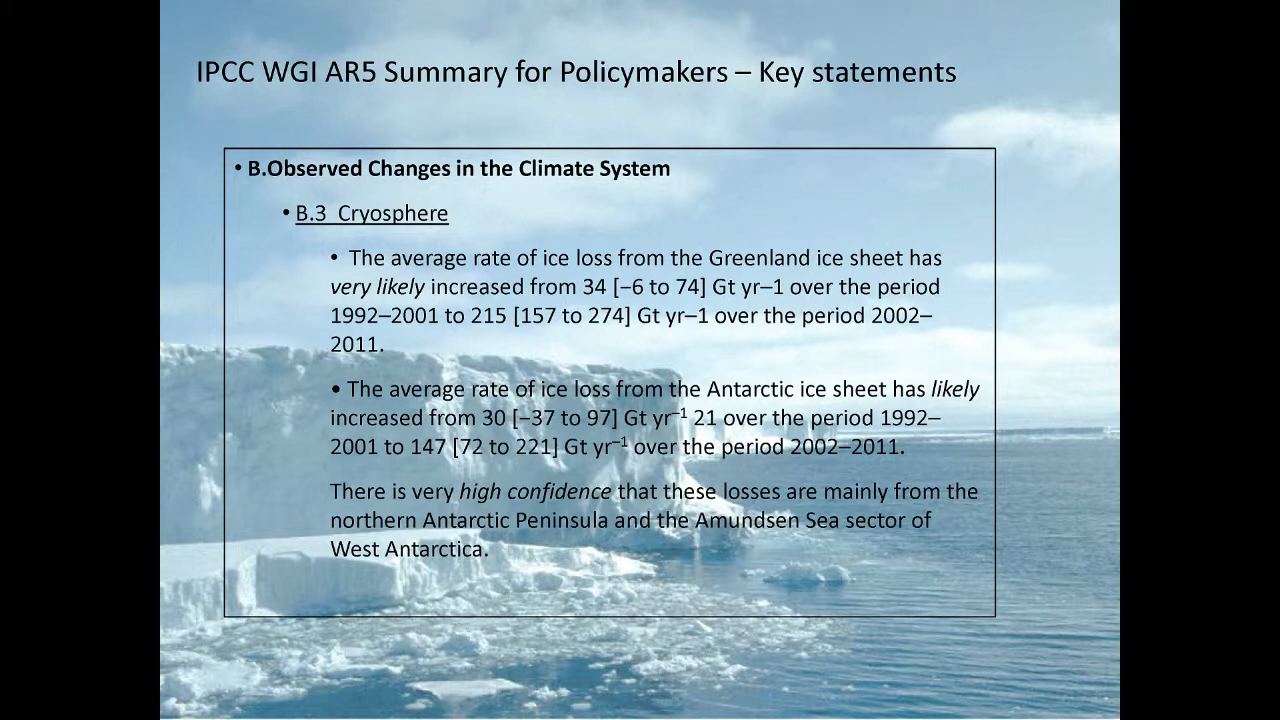 IPCC WGI AR5 Summary for Policymakers – Key statements
• B.Observed Changes in the Climate System
• B.3  Cryosphere
•  The average rate of ice loss from the Greenland ice sheet has
very likely increased from 34 [−6 to 74] Gt yr–1 over the period
1992–2001 to 215 [157 to 274] Gt yr–1 over the period 2002–
2011.
• The average rate of ice loss from the Antarctic ice sheet has likely
increased from 30 [−37 to 97] Gt yr⁻¹ 21 over the period 1992–
2001 to 147 [72 to 221] Gt yr⁻¹ over the period 2002–2011.
There is very high confidence that these losses are mainly from the
northern Antarctic Peninsula and the Amundsen Sea sector of
West Antarctica.